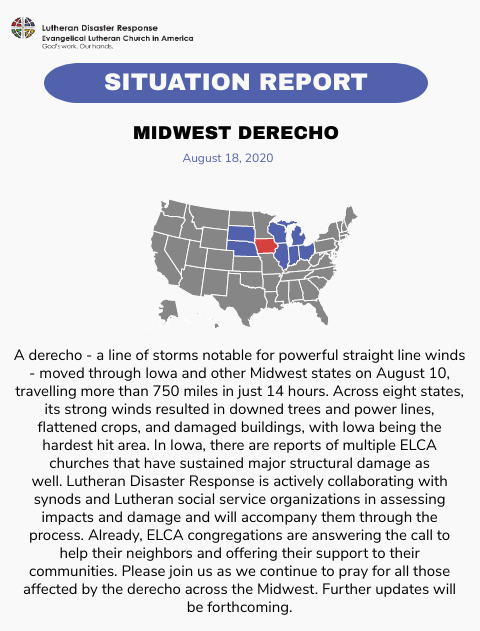 Lutheran Disaster Response
Evangelical Lutheran Church in America
God's work. Our hands.
SITUATION REPORT
MIDWEST DERECHO
August 18, 2020
A derecho - a line of storms notable for powerful straight line winds
- moved through Iowa and other Midwest states on August 10,
travelling more than 750 miles in just 14 hours. Across eight states,
its strong winds resulted in downed trees and power lines,
flattened crops, and damaged buildings, with Iowa being the
hardest hit area. In Iowa, there are reports of multiple ELCA
churches that have sustained major structural damage as
well. Lutheran Disaster Response is actively collaborating with
synods and Lutheran social service organizations in assessing
impacts and damage and will accompany them through the
process. Already, ELCA congregations are answering the call to
help their neighbors and offering their support to their
communities. Please join us as we continue to pray for all those
affected by the derecho across the Midwest. Further updates will
be forthcoming.